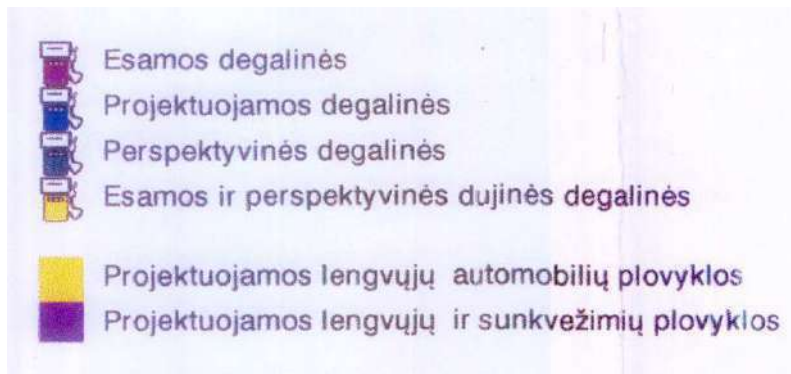 Esamos degalinės
Projektuojamos degalinės
Perspektyvinės degalinės
Esamos ir perspektyvinės dujinės degalinės
Projektuojamos lengvųjų automobilių plovyklos
Projektuojamos lengvųjų ir sunkvežimių plovyklos